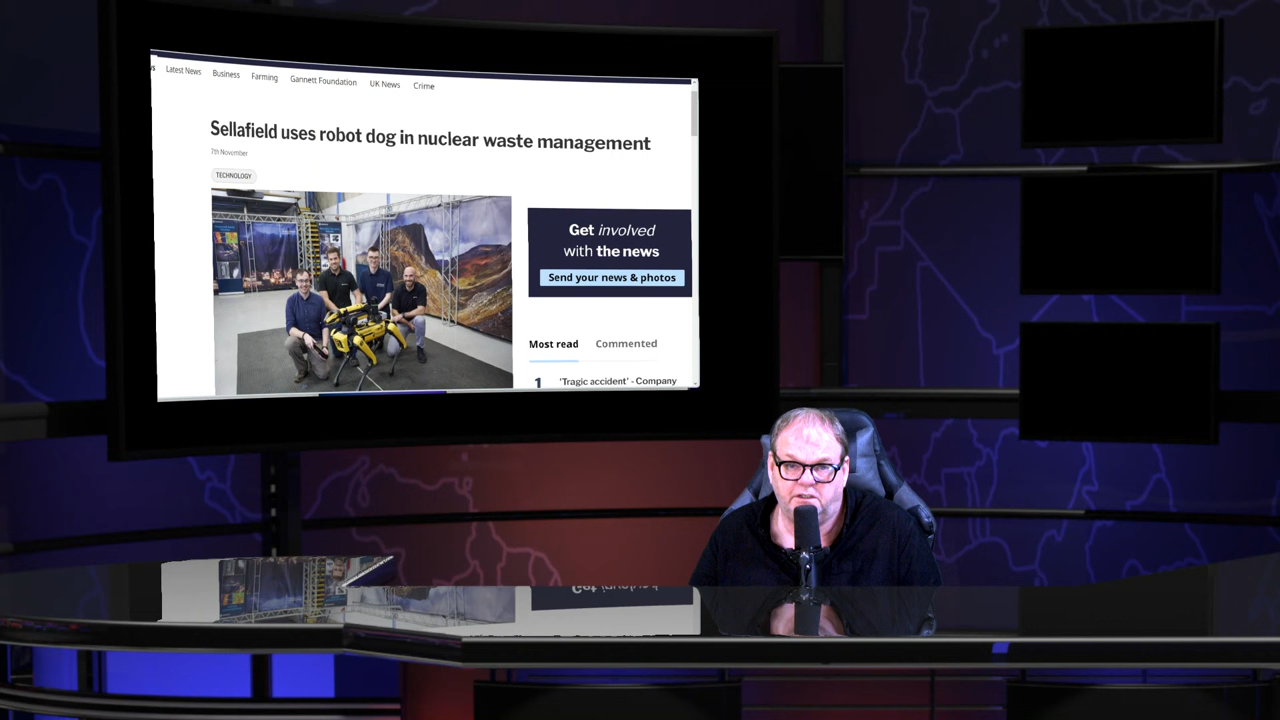 Latest News
Business
Farming
Gannett Foundation
UK News
Crime
Sellafield uses robot dog in nuclear waste management
7th November
TECHNOLOGY
Get involved
with the news
Send your news & photos
Most read
Commented
1
'Tragic accident' - Company